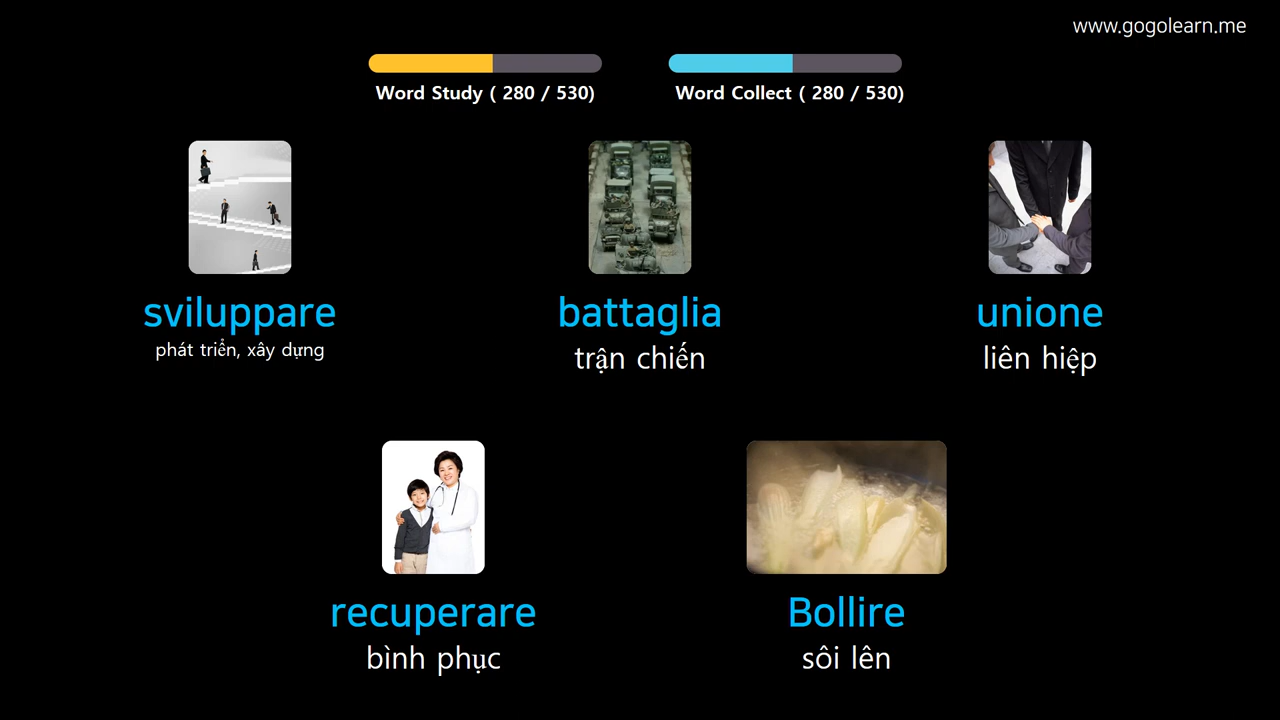 www.gogolearn.me
Word Study ( 280 / 530)
Word Collect ( 280 / 530)
sviluppare
phát triển, xây dựng
battaglia
trận chiến
unione
liên hiệp
recuperare
bình phục
Bollire
sôi lên